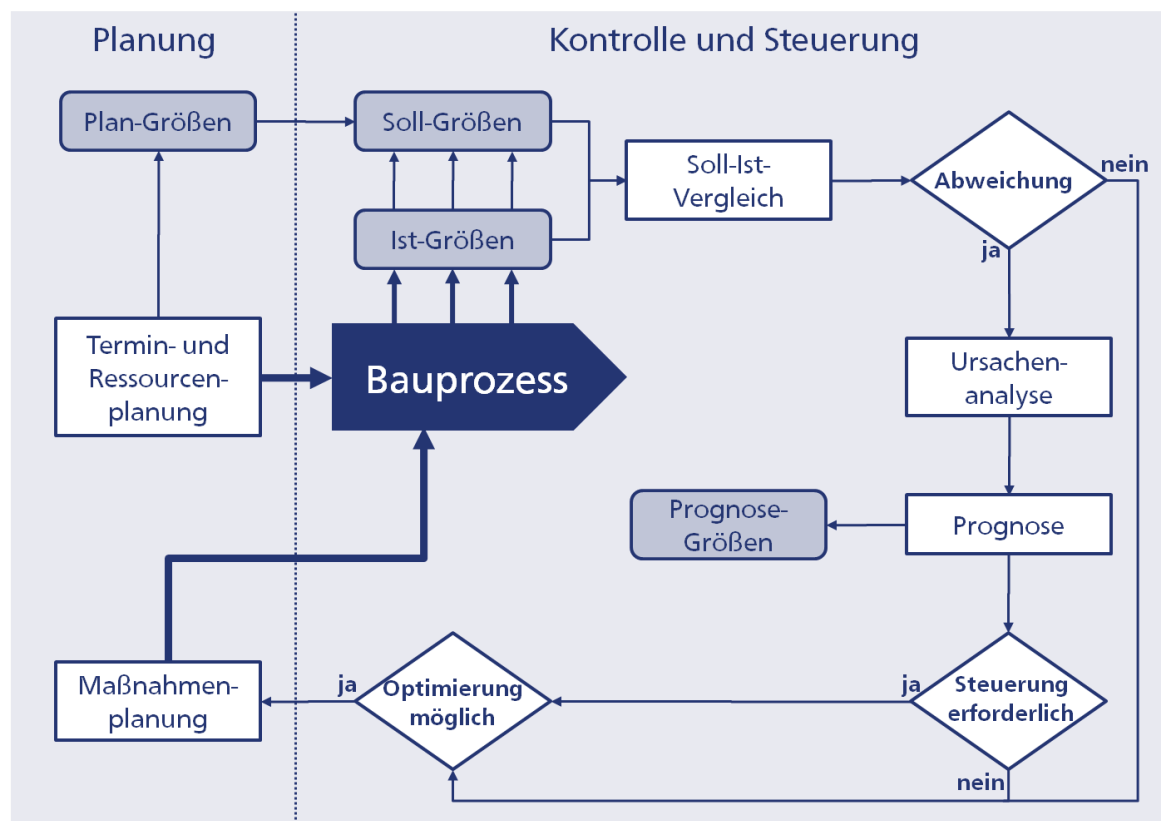 Planung
Kontrolle und Steuerung
Plan-Größen
Soll-Größen
Soll-Ist-
Vergleich
Abweichung
nein
ja
Ist-Größen
Termin- und
Ressourcen-
planung
Bauprozess
Ursachen-
analyse
Prognose-
Größen
Prognose
Maßnahmen-
planung
ja
Optimierung
möglich
ja
Steuerung
erforderlich
nein